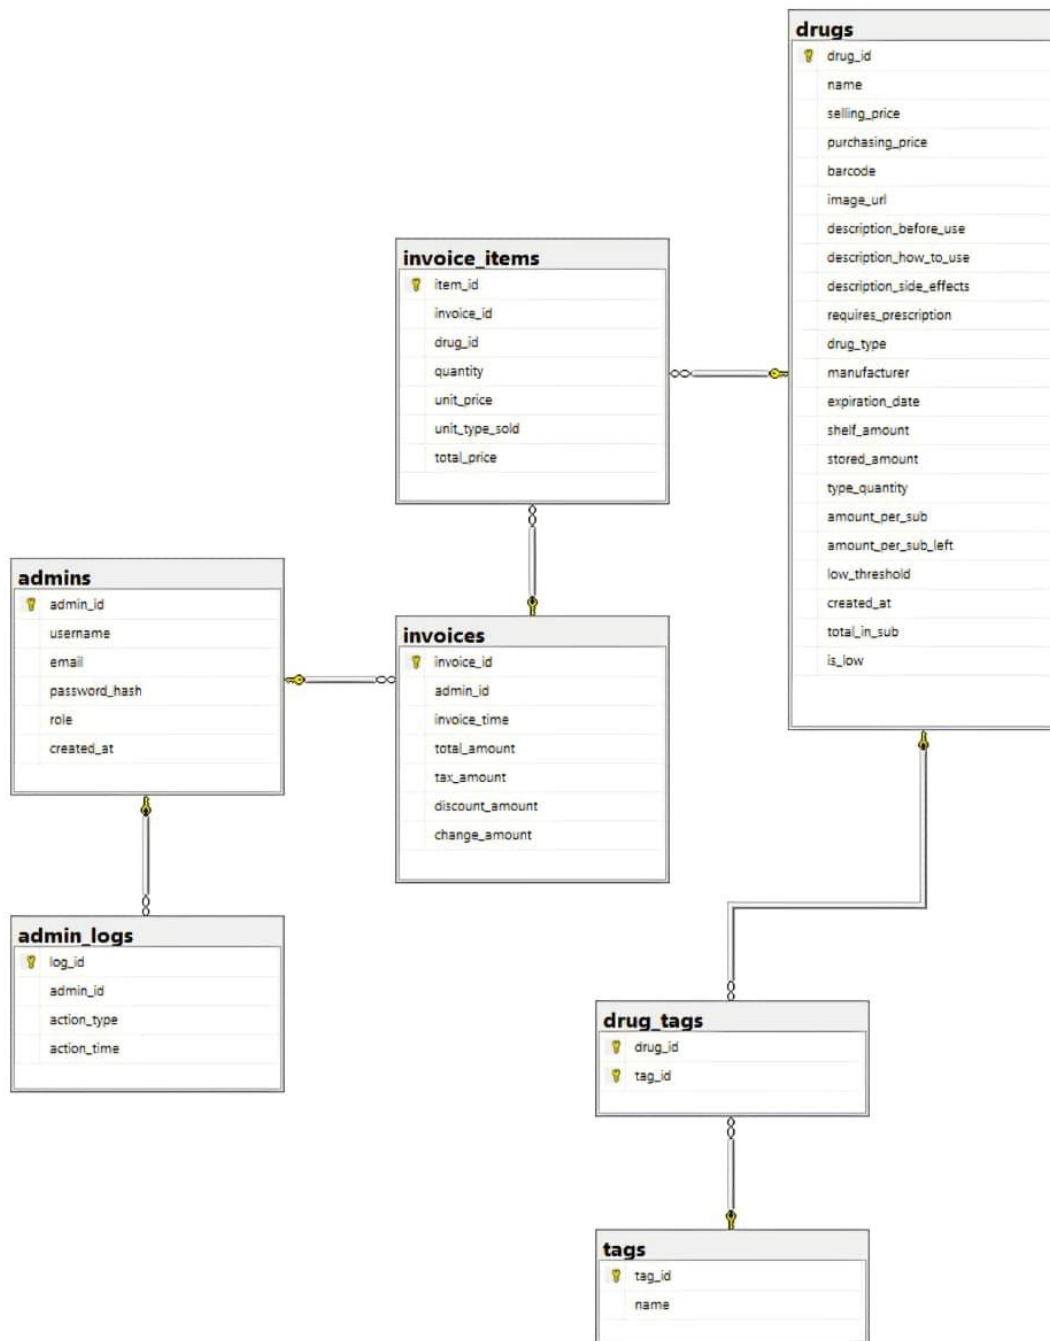 drugs
drug_id
name
selling_price
purchasing_price
barcode
image_url
description_before_use
description_how_to_use
description_side_effects
requires_prescription
drug_type
manufacturer
expiration_date
shelf_amount
stored_amount
type_quantity
amount_per_sub
amount_per_sub_left
low_threshold
created_at
total_in_sub
is_low
invoice_items
item_id
invoice_id
drug_id
quantity
unit_price
unit_type_sold
total_price
admins
admin_id
username
email
password_hash
role
created_at
invoices
invoice_id
admin_id
invoice_time
total_amount
tax_amount
discount_amount
change_amount
admin_logs
log_id
admin_id
action_type
action_time
drug_tags
drug_id
tag_id
tags
tag_id
name